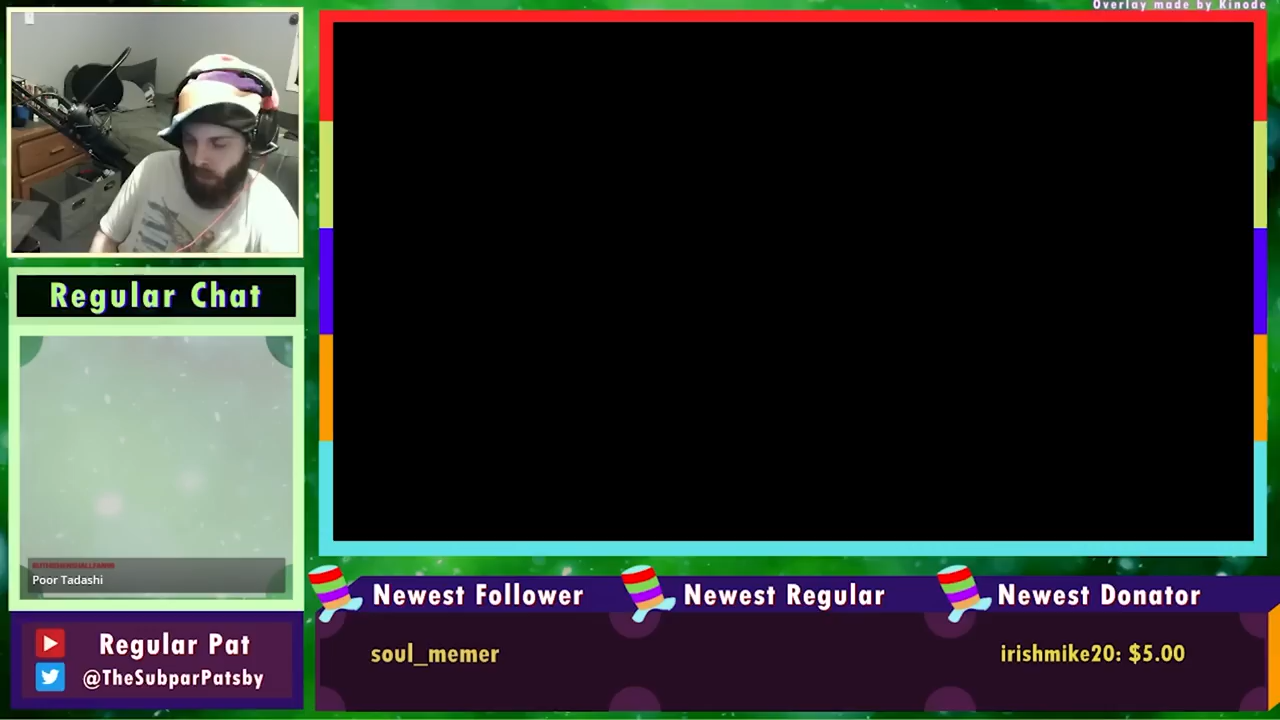 Overlay made by Kinode
Regular Chat
Poor Tadashi
Regular Pat
@TheSubparPatsby
Newest Follower
soul_memer
Newest Regular
Newest Donator
irishmike20: $5.00